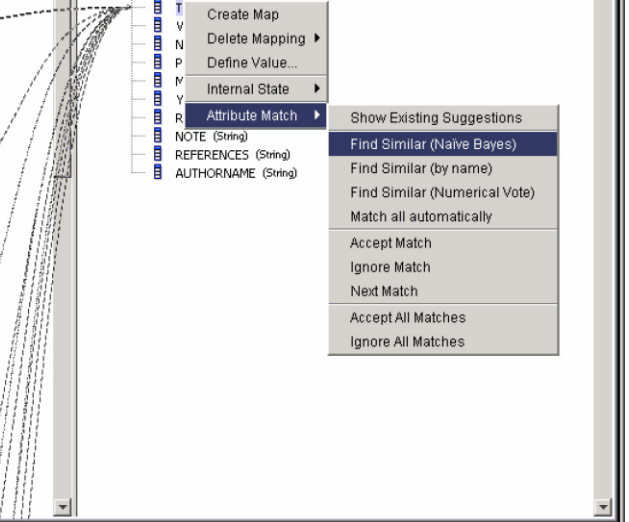 T
Create Map
V
Delete Mapping
N
P
Define Value...
M
Y
Internal State
R
Attribute Match
Show Existing Suggestions
NOTE (String)
Find Similar (Naïve Bayes)
REFERENCES (String)
Find Similar (by name)
AUTHORNAME (String)
Find Similar (Numerical Vote)
Match all automatically
Accept Match
Ignore Match
Next Match
Accept All Matches
Ignore All Matches